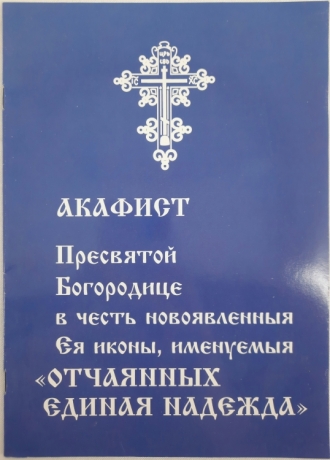 АКАФИСТ
Пресвятой
Богородице
в честь новоявленныя
Ея иконы, именуемыя
«ОТЧАЯННЫХ
ЕДИНАЯ НАДЕЖДА»